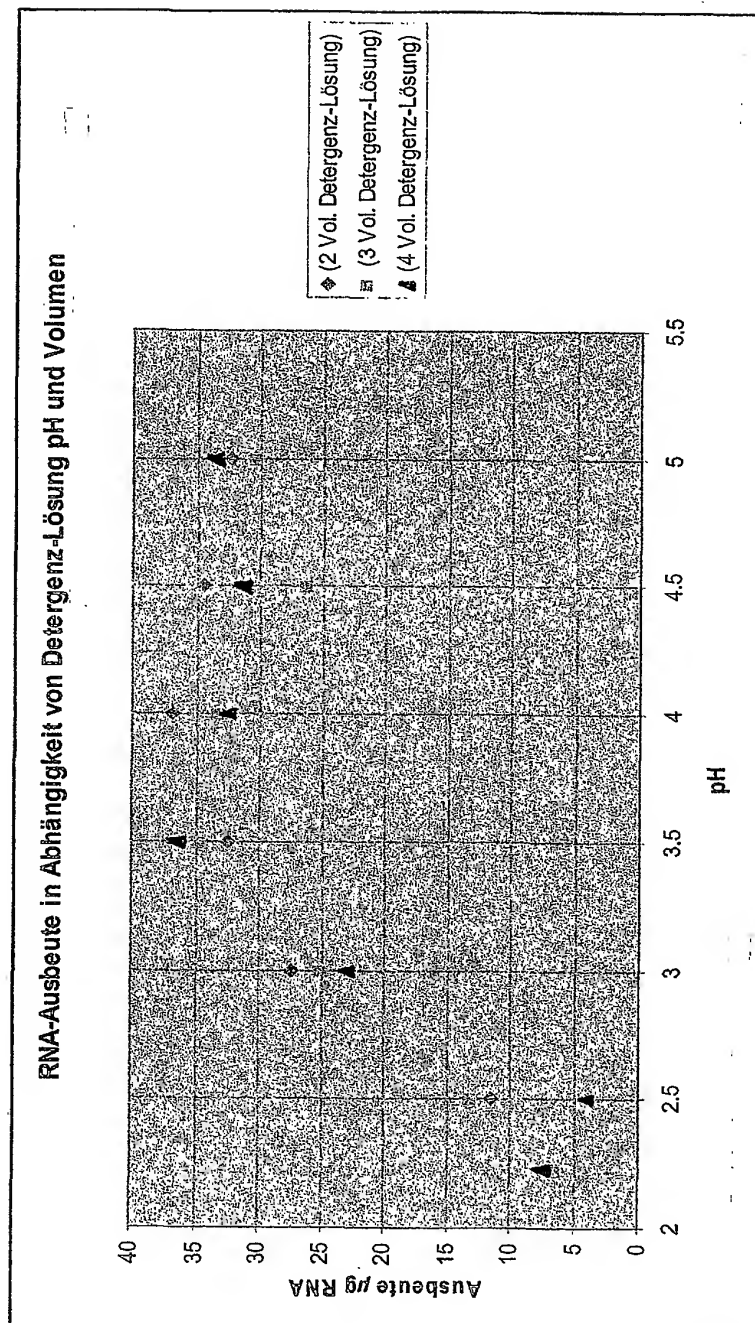 RNA-Ausbeute in Abhängigkeit von Detergenz-Lösung pH und Volumen
Ausbeute µg RNA
40
35
30
25
20
15
10
5
0
2
2.5
3
3.5
4
4.5
5
5.5
pH
(2 Vol. Detergenz-Lösung)
(3 Vol. Detergenz-Lösung)
(4 Vol. Detergenz-Lösung)